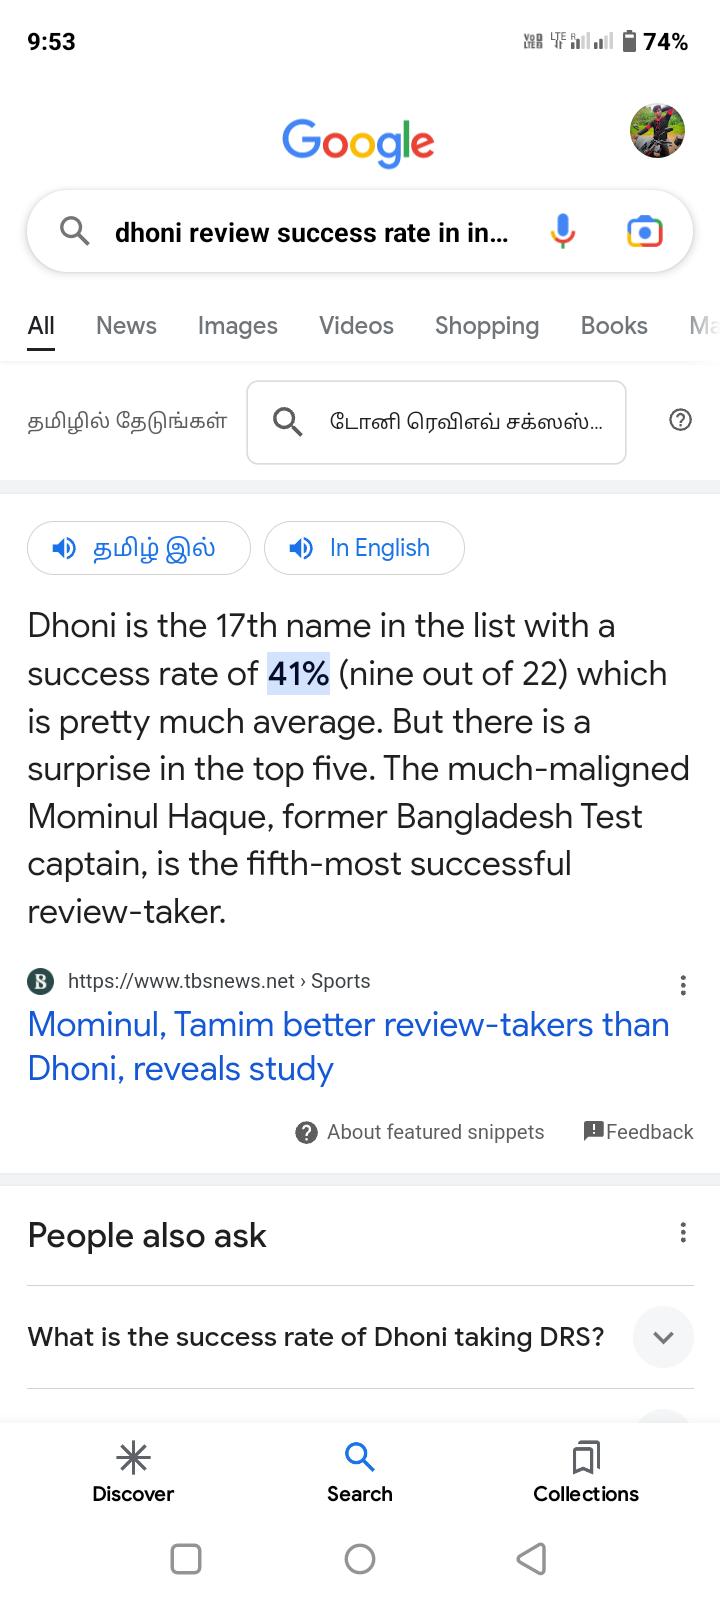 9:53
VoD LTE2 LTE R 74%
Google
dhoni review success rate in in...
All News Images Videos Shopping Books Ma
தமிழில் தேடுங்கள் டோனி ரெவிஎவ் சக்ஸஸ்...
தமிழ் இல் In English
Dhoni is the 17th name in the list with a
success rate of 41% (nine out of 22) which
is pretty much average. But there is a
surprise in the top five. The much-maligned
Mominul Haque, former Bangladesh Test
captain, is the fifth-most successful
review-taker.
B https://www.tbsnews.net › Sports
Mominul, Tamim better review-takers than
Dhoni, reveals study
About featured snippets Feedback
People also ask
What is the success rate of Dhoni taking DRS?
Discover Search Collections